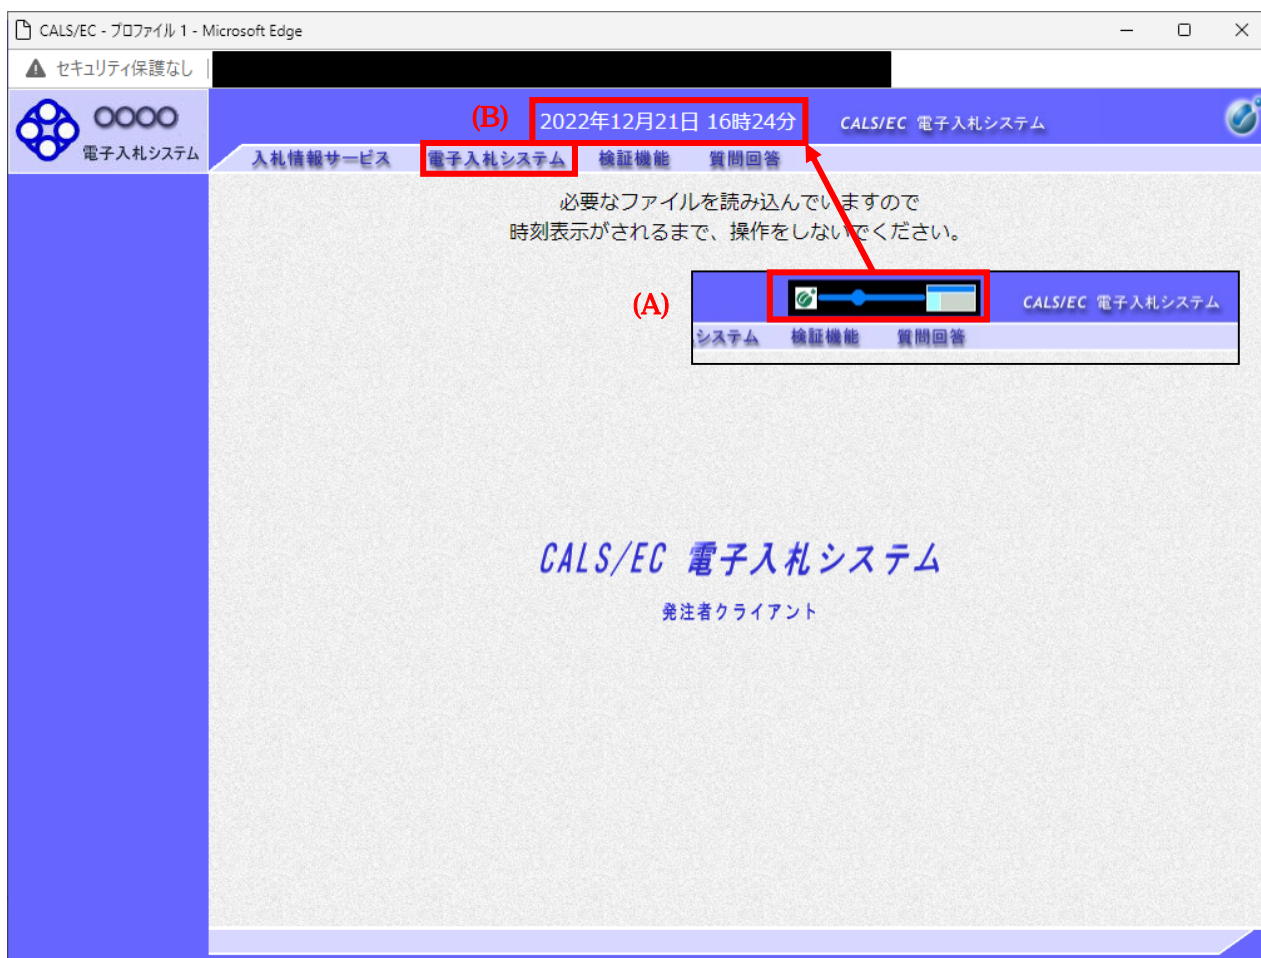 CALS/EC - プロファイル 1 - Microsoft Edge
セキュリティ保護なし
〇〇〇〇
電子入札システム
(B)
2022年12月21日 16時24分
CALS/EC 電子入札システム
入札情報サービス 電子入札システム 検証機能 質問回答
必要なファイルを読み込んでいますので
時刻表示がされるまで、操作をしないでください。
(A)
CALS/EC 電子入札システム
システム 検証機能 質問回答
CALS/EC 電子入札システム
発注者クライアント